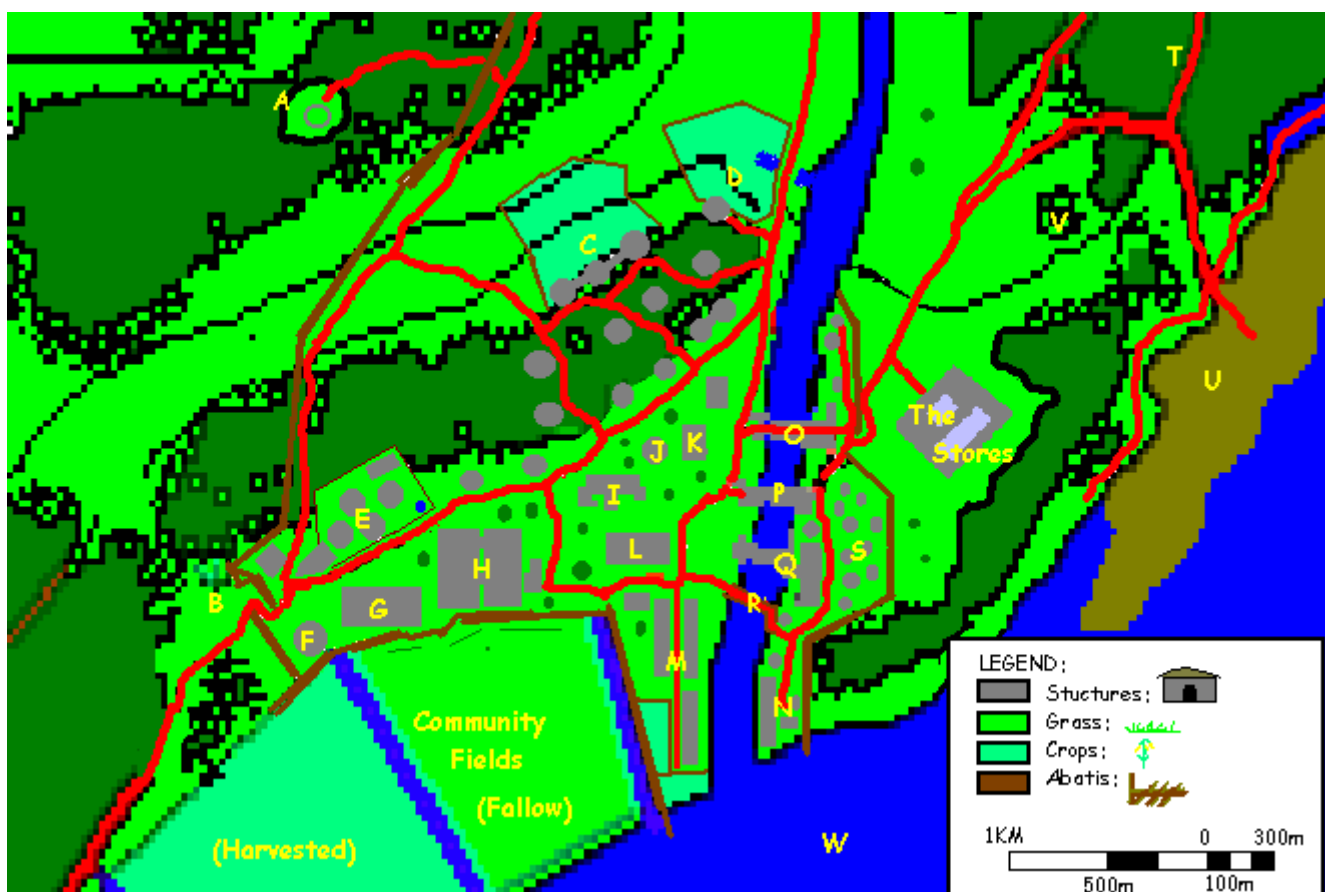 T
A
D
V
C
U
The
Stores
O
J
K
I
P
E
L
Q
S
H
B
G
R
F
M
N
Community
Fields
(Fallow)
(Harvested)
W
LEGEND:
Stuctures:
Grass:
Crops:
Abatis:
1KM 0 300m
500m 100m